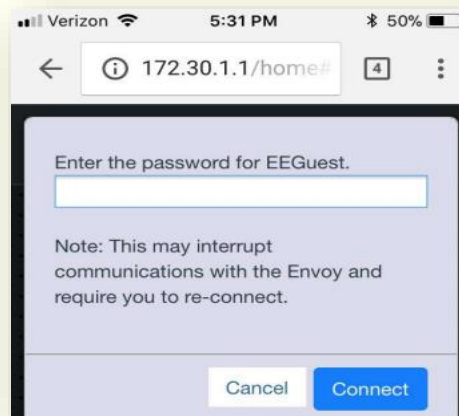 Verizon 5:31 PM 50%
172.30.1.1/home# 4
Enter the password for EEGuest.
Note: This may interrupt
communications with the Envoy and
require you to re-connect.
Cancel Connect